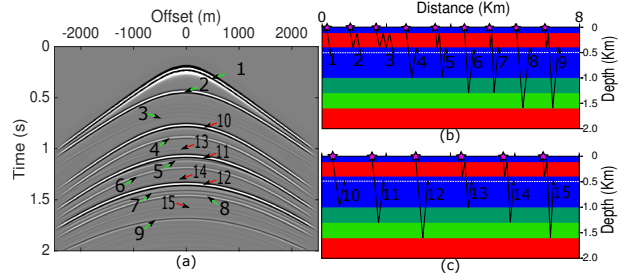 Offset (m)
-2000 0 2000
0
0.5
1
1.5
2
Time (s)
1
2
3
10
4
13
5
11
6
14
12
7
15
8
9
(a)
Distance (Km)
0 8
1 2 3 4 5 6 7 8 9
0
-0.5
-1.0
-1.5
-2.0
Depth (Km)
(b)
10 11 12 13 14 15
0
-0.5
-1.0
-1.5
-2.0
Depth (Km)
(c)